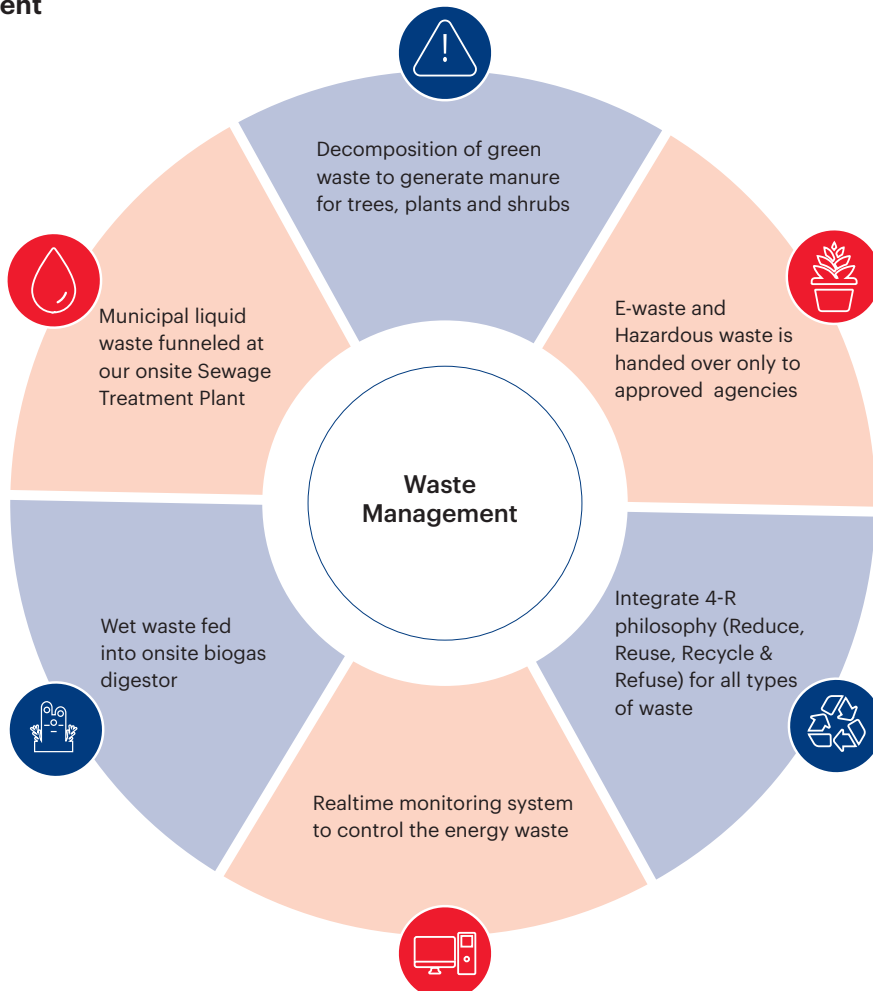 ent
Decomposition of green
waste to generate manure
for trees, plants and shrubs
E-waste and
Hazardous waste is
handed over only to
approved agencies
Municipal liquid
waste funneled at
our onsite Sewage
Treatment Plant
Waste
Management
Integrate 4-R
philosophy (Reduce,
Reuse, Recycle &
Refuse) for all types
of waste
Wet waste fed
into onsite biogas
digestor
Realtime monitoring system
to control the energy waste